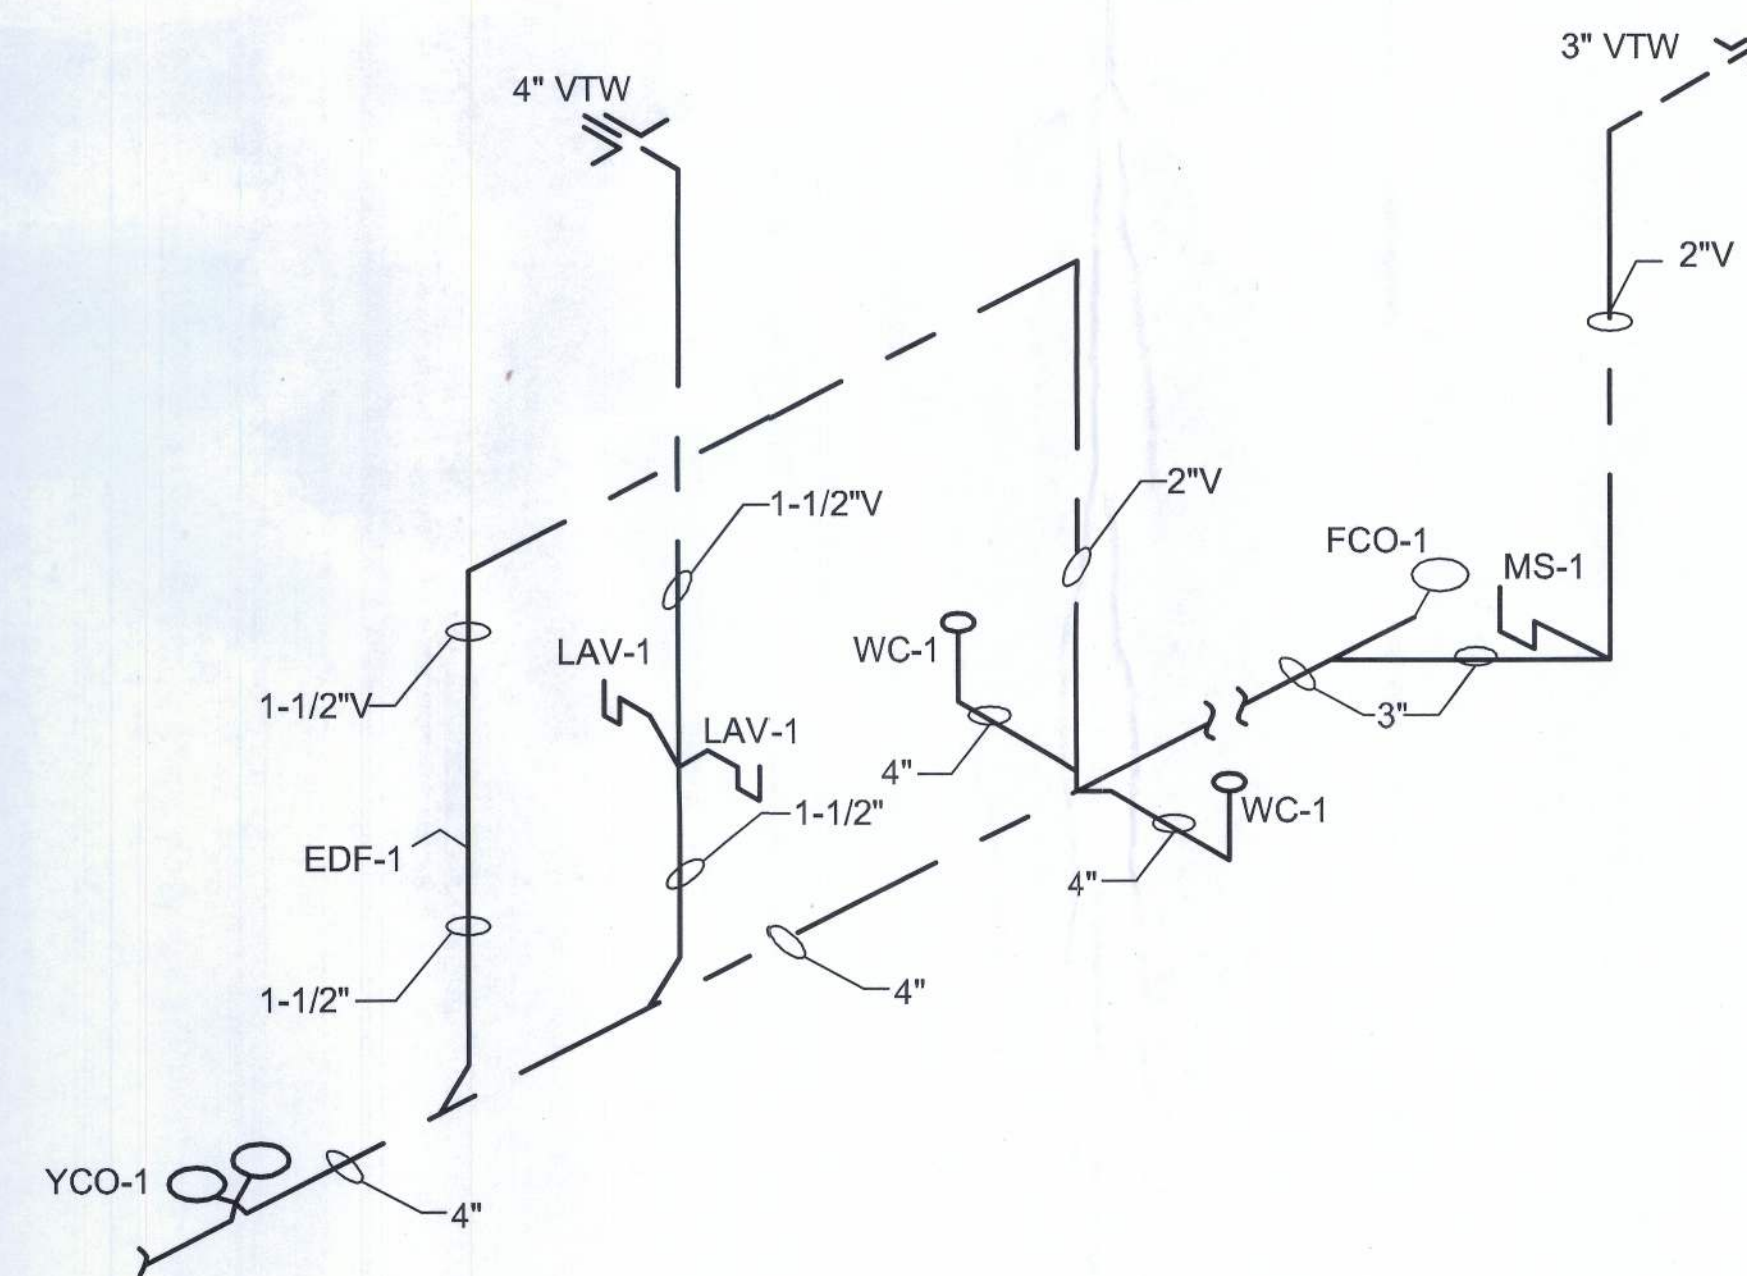 3" VTW
4" VTW
2"V
2"V
1-1/2"V
FCO-1
MS-1
LAV-1
WC-1
1-1/2"V
3"
LAV-1
4"
1-1/2"
WC-1
EDF-1
4"
4"
1-1/2"
YCO-1
4"